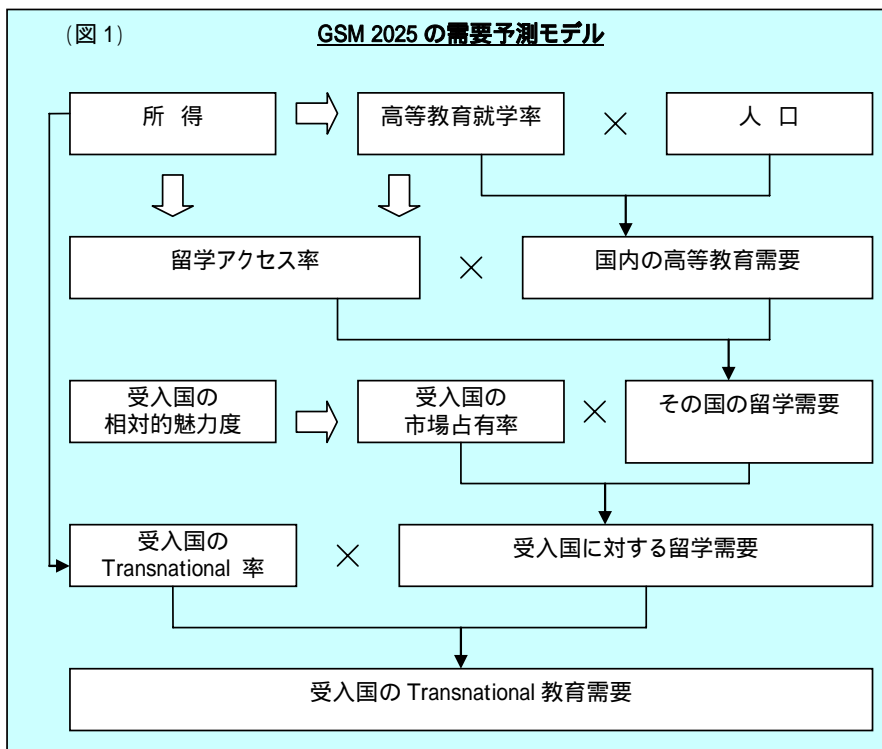 (図1)
GSM 2025 の需要予測モデル
所 得
高等教育就学率
×
人 口
留学アクセス率
×
国内の高等教育需要
受入国の
相対的魅力度
受入国の
市場占有率
×
その国の留学需要
受入国の
Transnational 率
×
受入国に対する留学需要
受入国の Transnational 教育需要